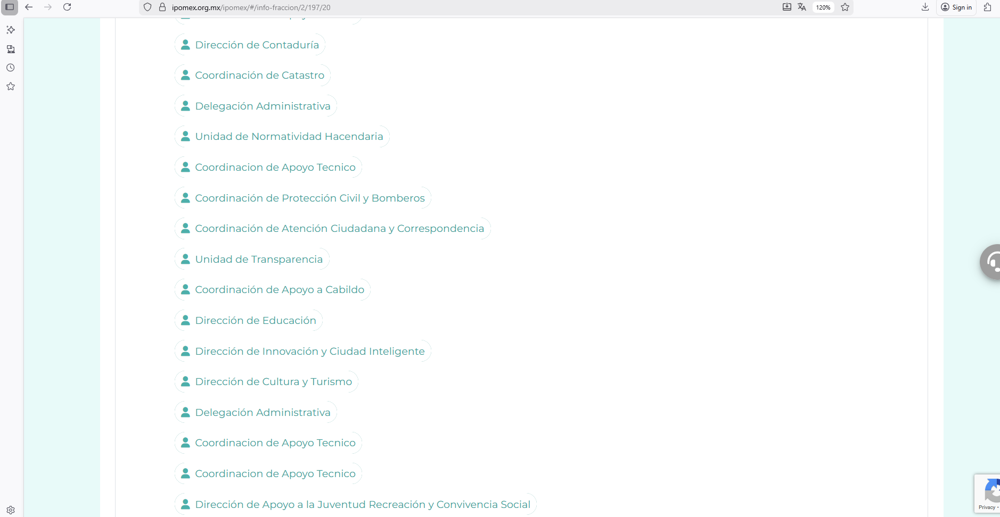 ipomex.org.mx/ipomex/#/info-fraccion/2/197/20
120%
Sign in
Dirección de Contaduría
Coordinación de Catastro
Delegación Administrativa
Unidad de Normatividad Hacendaria
Coordinacion de Apoyo Tecnico
Coordinación de Protección Civil y Bomberos
Coordinación de Atención Ciudadana y Correspondencia
Unidad de Transparencia
Coordinación de Apoyo a Cabildo
Dirección de Educación
Dirección de Innovación y Ciudad Inteligente
Dirección de Cultura y Turismo
Delegación Administrativa
Coordinacion de Apoyo Tecnico
Coordinacion de Apoyo Tecnico
Dirección de Apoyo a la Juventud Recreación y Convivencia Social
Privacy -